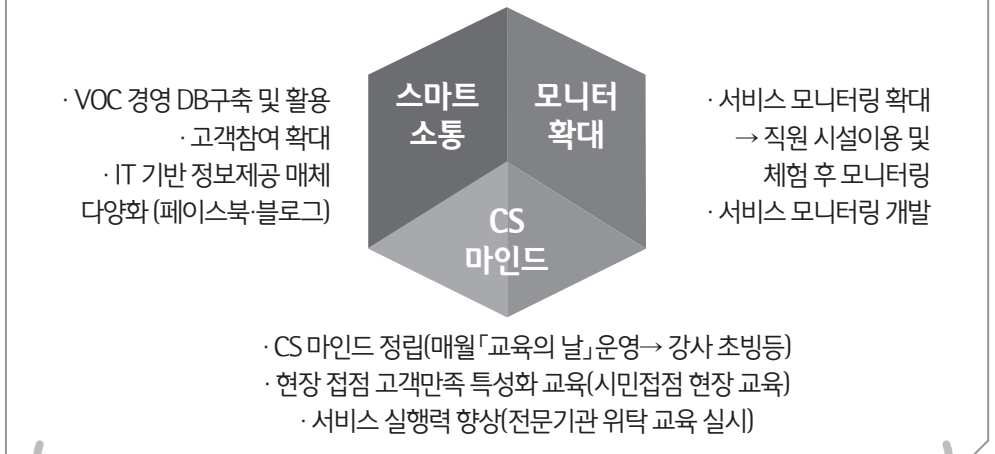 · VOC 경영 DB구축 및 활용
· 고객참여 확대
· IT 기반 정보제공 매체
다양화 (페이스북·블로그)
스마트
소통
모니터
확대
CS
마인드
· 서비스 모니터링 확대
→ 직원 시설이용 및
체험 후 모니터링
· 서비스 모니터링 개발
· CS 마인드 정립(매월「교육의 날」운영→ 강사 초빙등)
· 현장 접점 고객만족 특성화 교육(시민접점 현장 교육)
· 서비스 실행력 향상(전문기관 위탁 교육 실시)